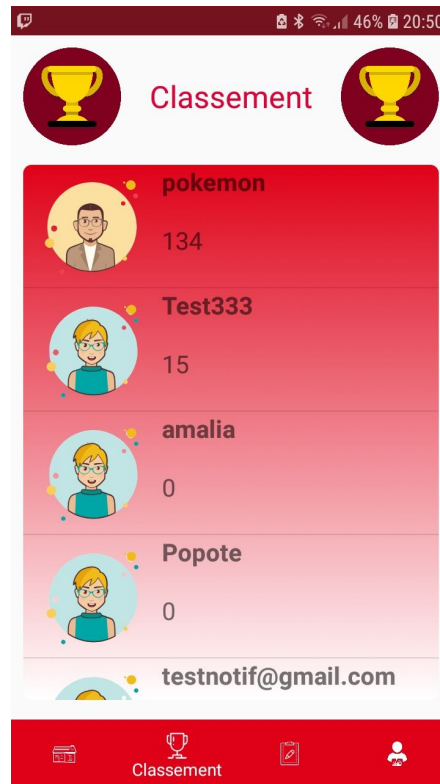 46% 20:50
Classement
pokemon
134
Test333
15
amalia
0
Popote
0
testnotif@gmail.com
Classement